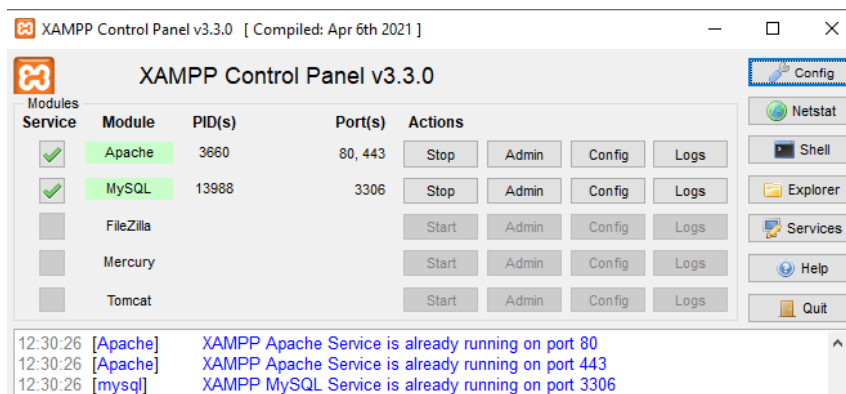 XAMPP Control Panel v3.3.0 [ Compiled: Apr 6th 2021 ]
XAMPP Control Panel v3.3.0
Config
Modules
Service Module PID(s) Port(s) Actions
Netstat
Apache 3660 80, 443 Stop Admin Config Logs
Shell
MySQL 13988 3306 Stop Admin Config Logs
Explorer
FileZilla Start Admin Config Logs
Services
Mercury Start Admin Config Logs
Help
Tomcat Start Admin Config Logs
Quit
12:30:26 [Apache] XAMPP Apache Service is already running on port 80
12:30:26 [Apache] XAMPP Apache Service is already running on port 443
12:30:26 [mysql] XAMPP MySQL Service is already running on port 3306